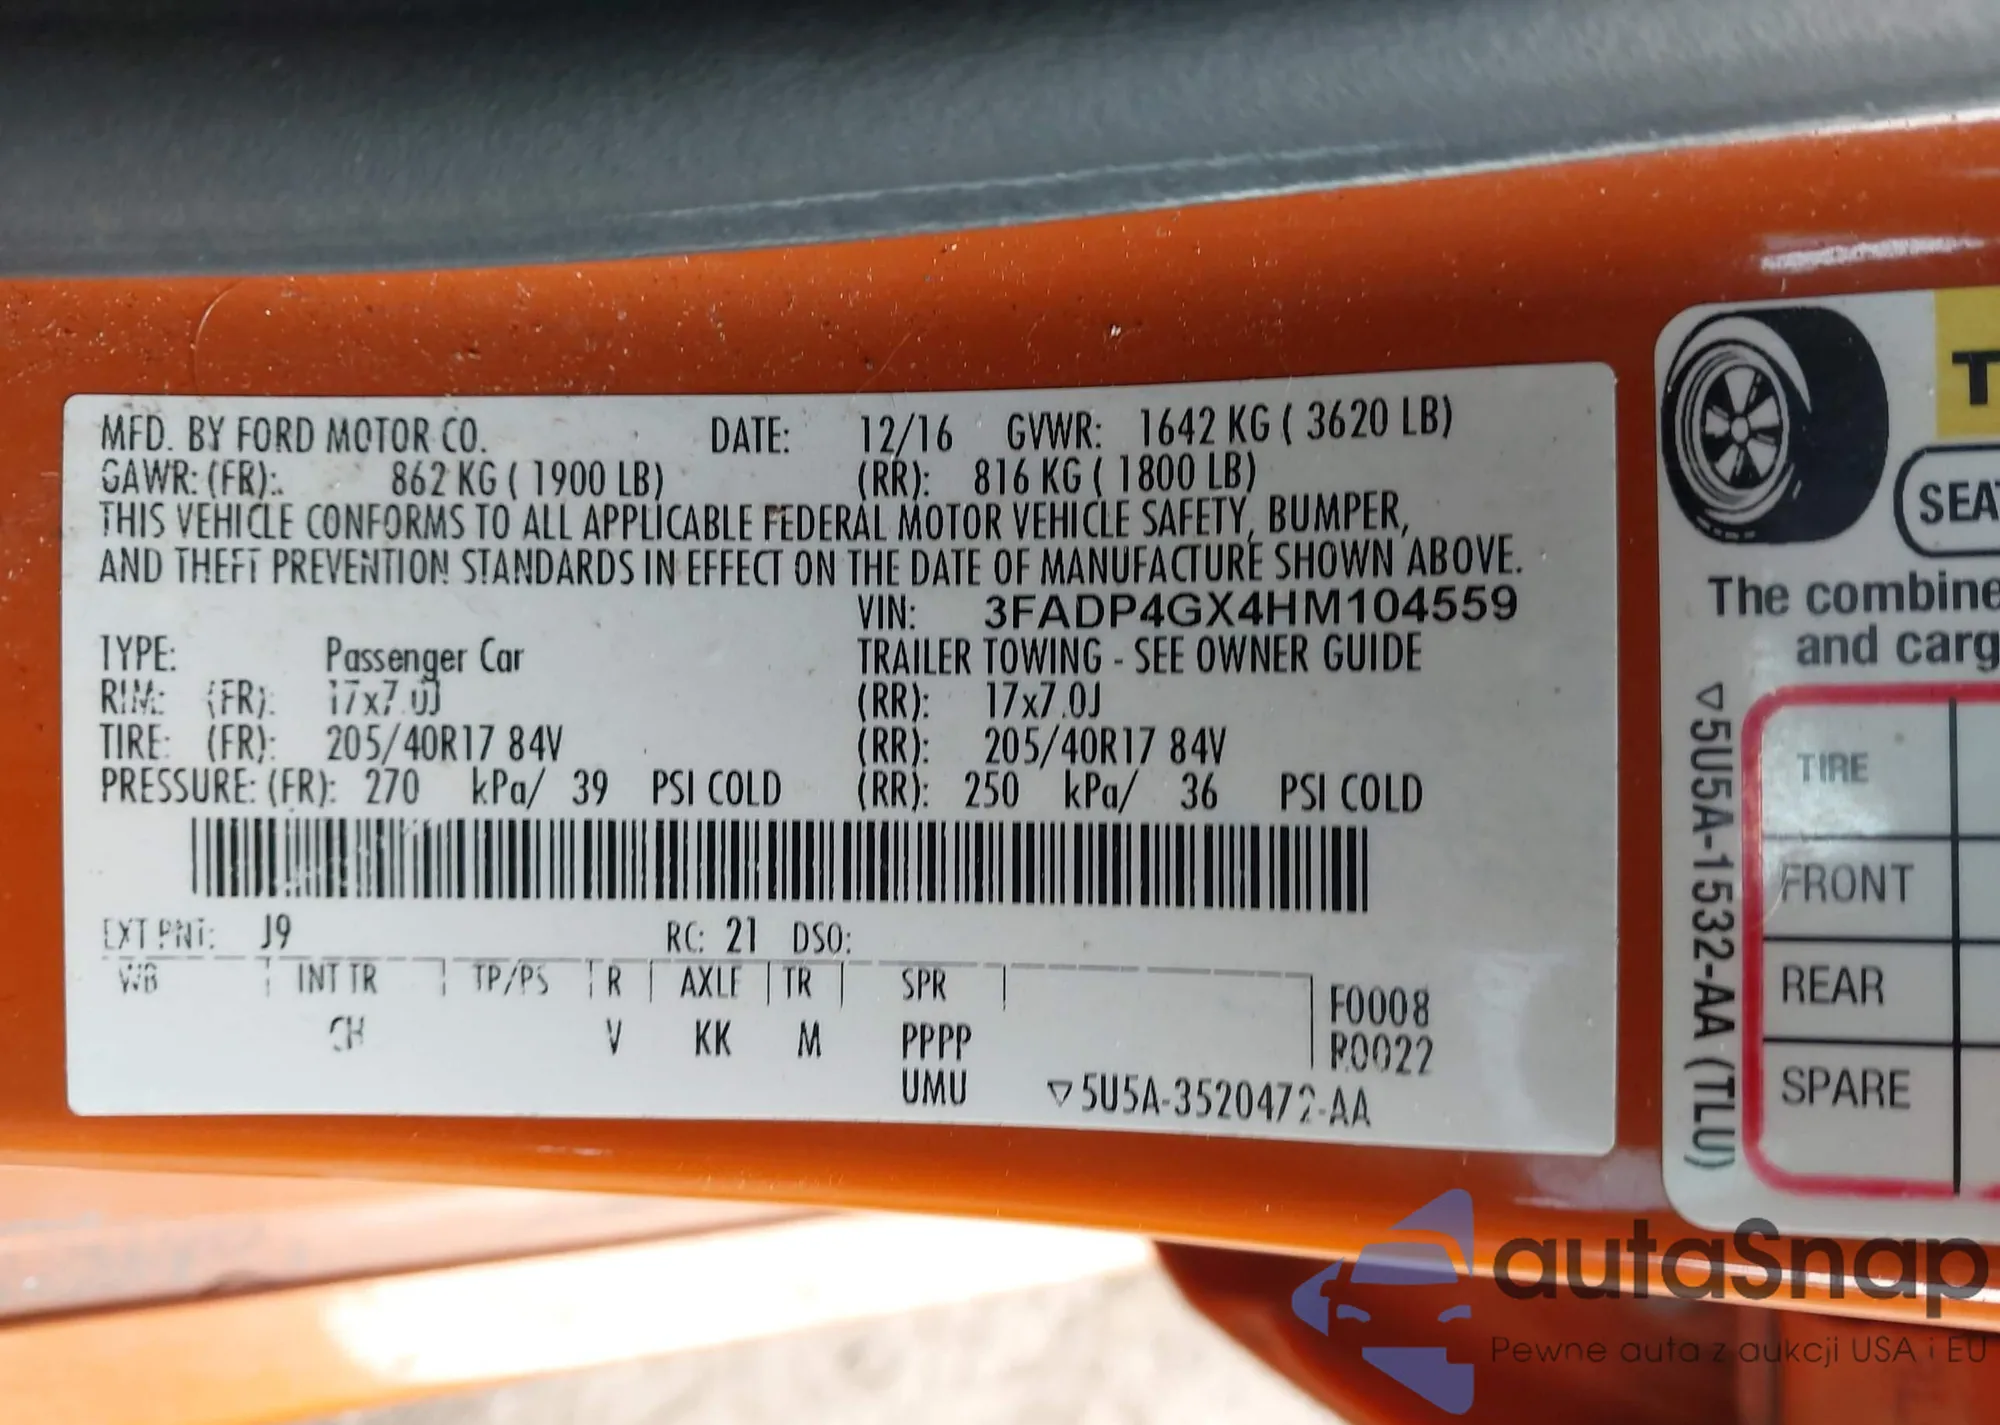 MFD. BY FORD MOTOR CO. DATE: 12/16 GVWR: 1642 KG ( 3620 LB)
GAWR: (FR): 862 KG ( 1900 LB) (RR): 816 KG ( 1800 LB)
THIS VEHICLE CONFORMS TO ALL APPLICABLE FEDERAL MOTOR VEHICLE SAFETY, BUMPER,
AND THEFT PREVENTION STANDARDS IN EFFECT ON THE DATE OF MANUFACTURE SHOWN ABOVE.
VIN: 3FADP4GX4HM104559
TYPE: Passenger Car TRAILER TOWING - SEE OWNER GUIDE
RIM: (FR): 17x7.0J (RR): 17x7.0J
TIRE: (FR): 205/40R17 84V (RR): 205/40R17 84V
PRESSURE: (FR): 270 kPa/ 39 PSI COLD (RR): 250 kPa/ 36 PSI COLD
EXT PNT: J9 RC: 21 DSO:
WB INT TR TP/PS R AXLE TR SPR
CH V KK M PPPP
UMU
F0008
R0022
▽5U5A-3520472-AA
T
SEAT
The combine
and carg
▽5U5A-1532-AA (TLU)
TIRE
FRONT
REAR
SPARE
autaSnap
Pewne auta z aukcji USA i EU